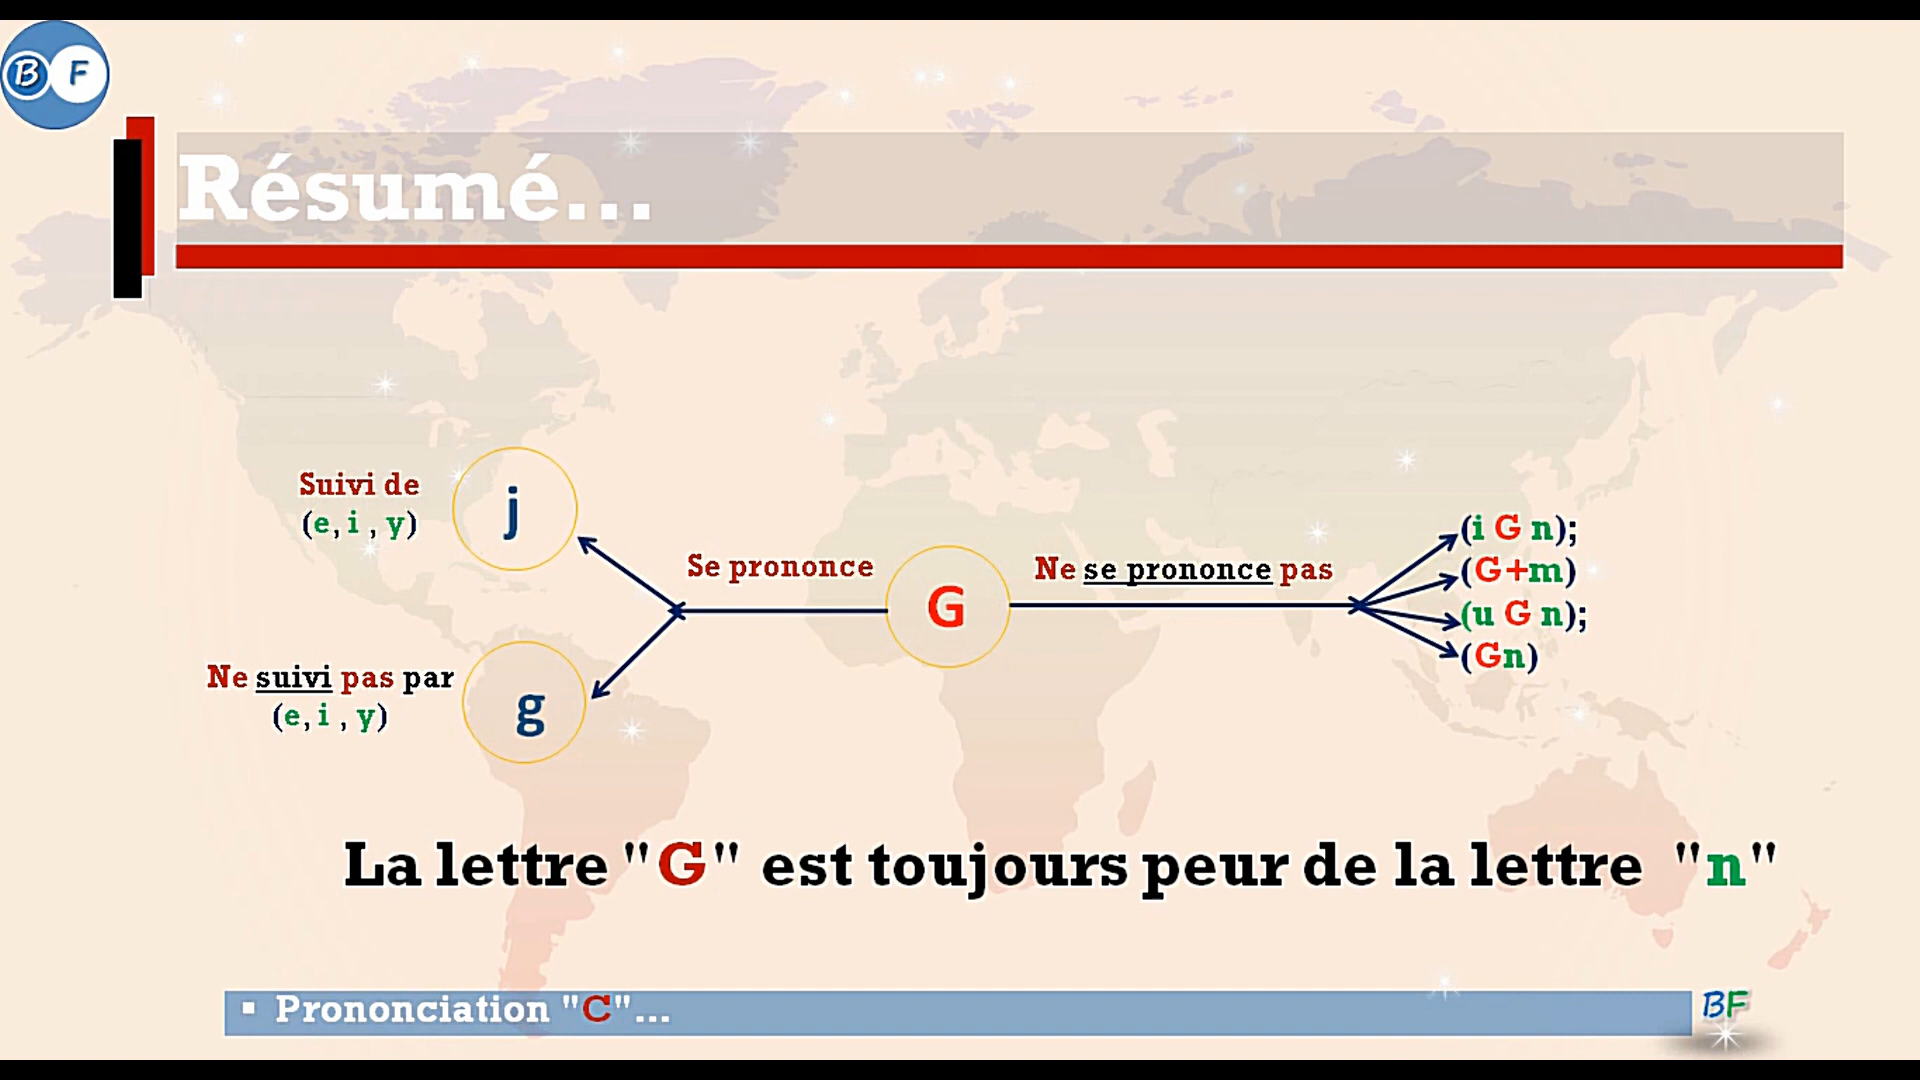 B F
Résumé...
Suivi de
(e, i , y)
j
Se prononce
G
Ne se prononce pas
(i G n);
(G+m)
(u G n);
(Gn)
Ne suivi pas par
(e, i , y)
g
La lettre "G" est toujours peur de la lettre "n"
▪ Prononciation "C"...
BF